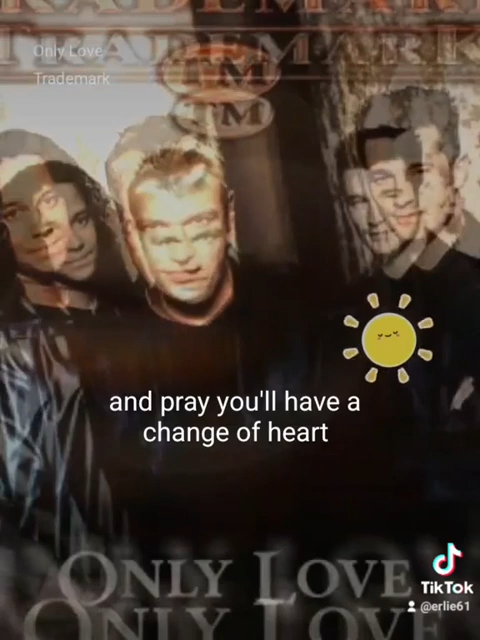 TRADEMARK
TRADEMARK
Only Love
Trademark
TM
TM
and pray you'll have a
change of heart
ONLY LOVE
ONLY LOVE
TikTok
@erlie61